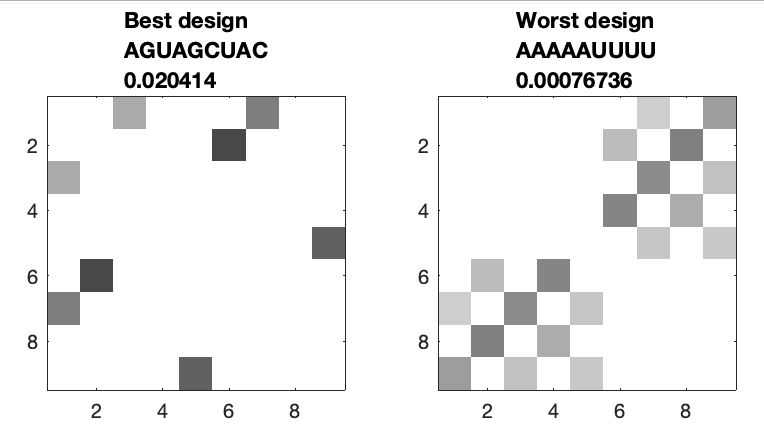 Best design
AGUAGCUAC
0.020414
2
4
6
8
2 4 6 8
Worst design
AAAAAUUUU
0.00076736
2
4
6
8
2 4 6 8